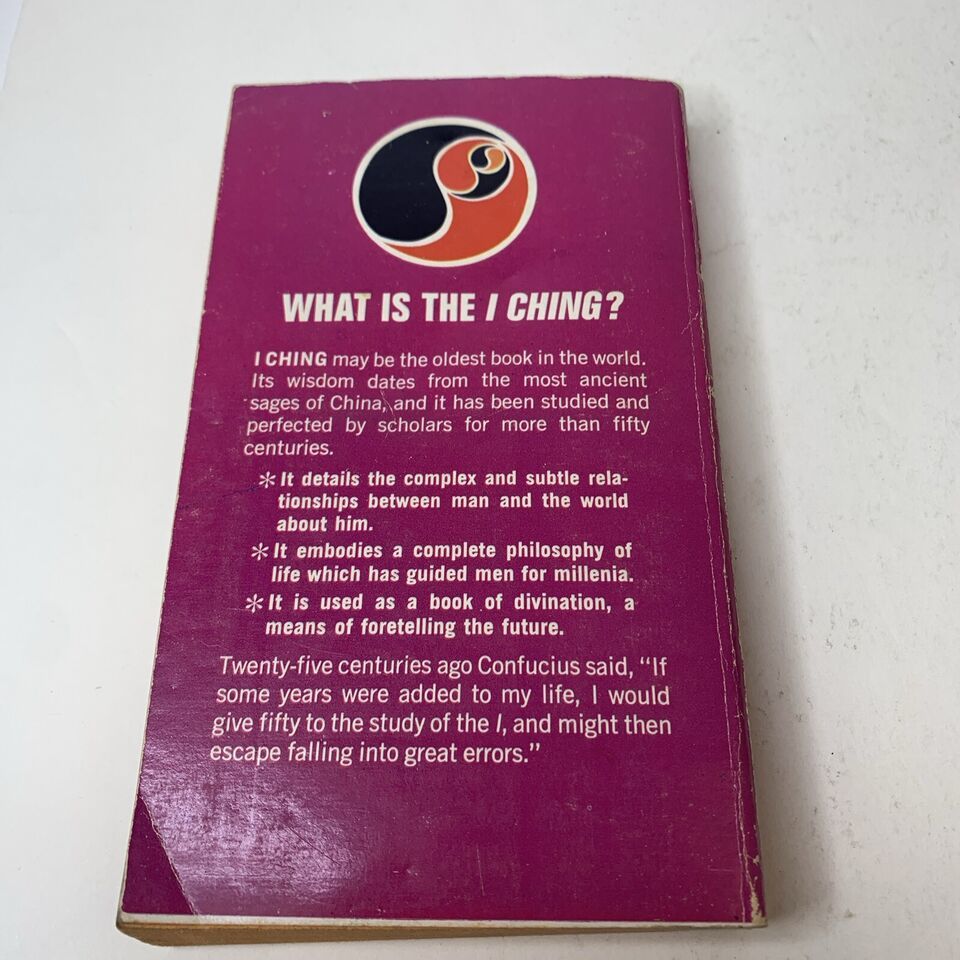 WHAT IS THE I CHING?
I CHING may be the oldest book in the world.
Its wisdom dates from the most ancient
sages of China, and it has been studied and
perfected by scholars for more than fifty
centuries.
* It details the complex and subtle rela-
tionships between man and the world
about him.
* It embodies a complete philosophy of
life which has guided men for millenia.
* It is used as a book of divination, a
means of foretelling the future.
Twenty-five centuries ago Confucius said, “If
some years were added to my life, I would
give fifty to the study of the I, and might then
escape falling into great errors.”